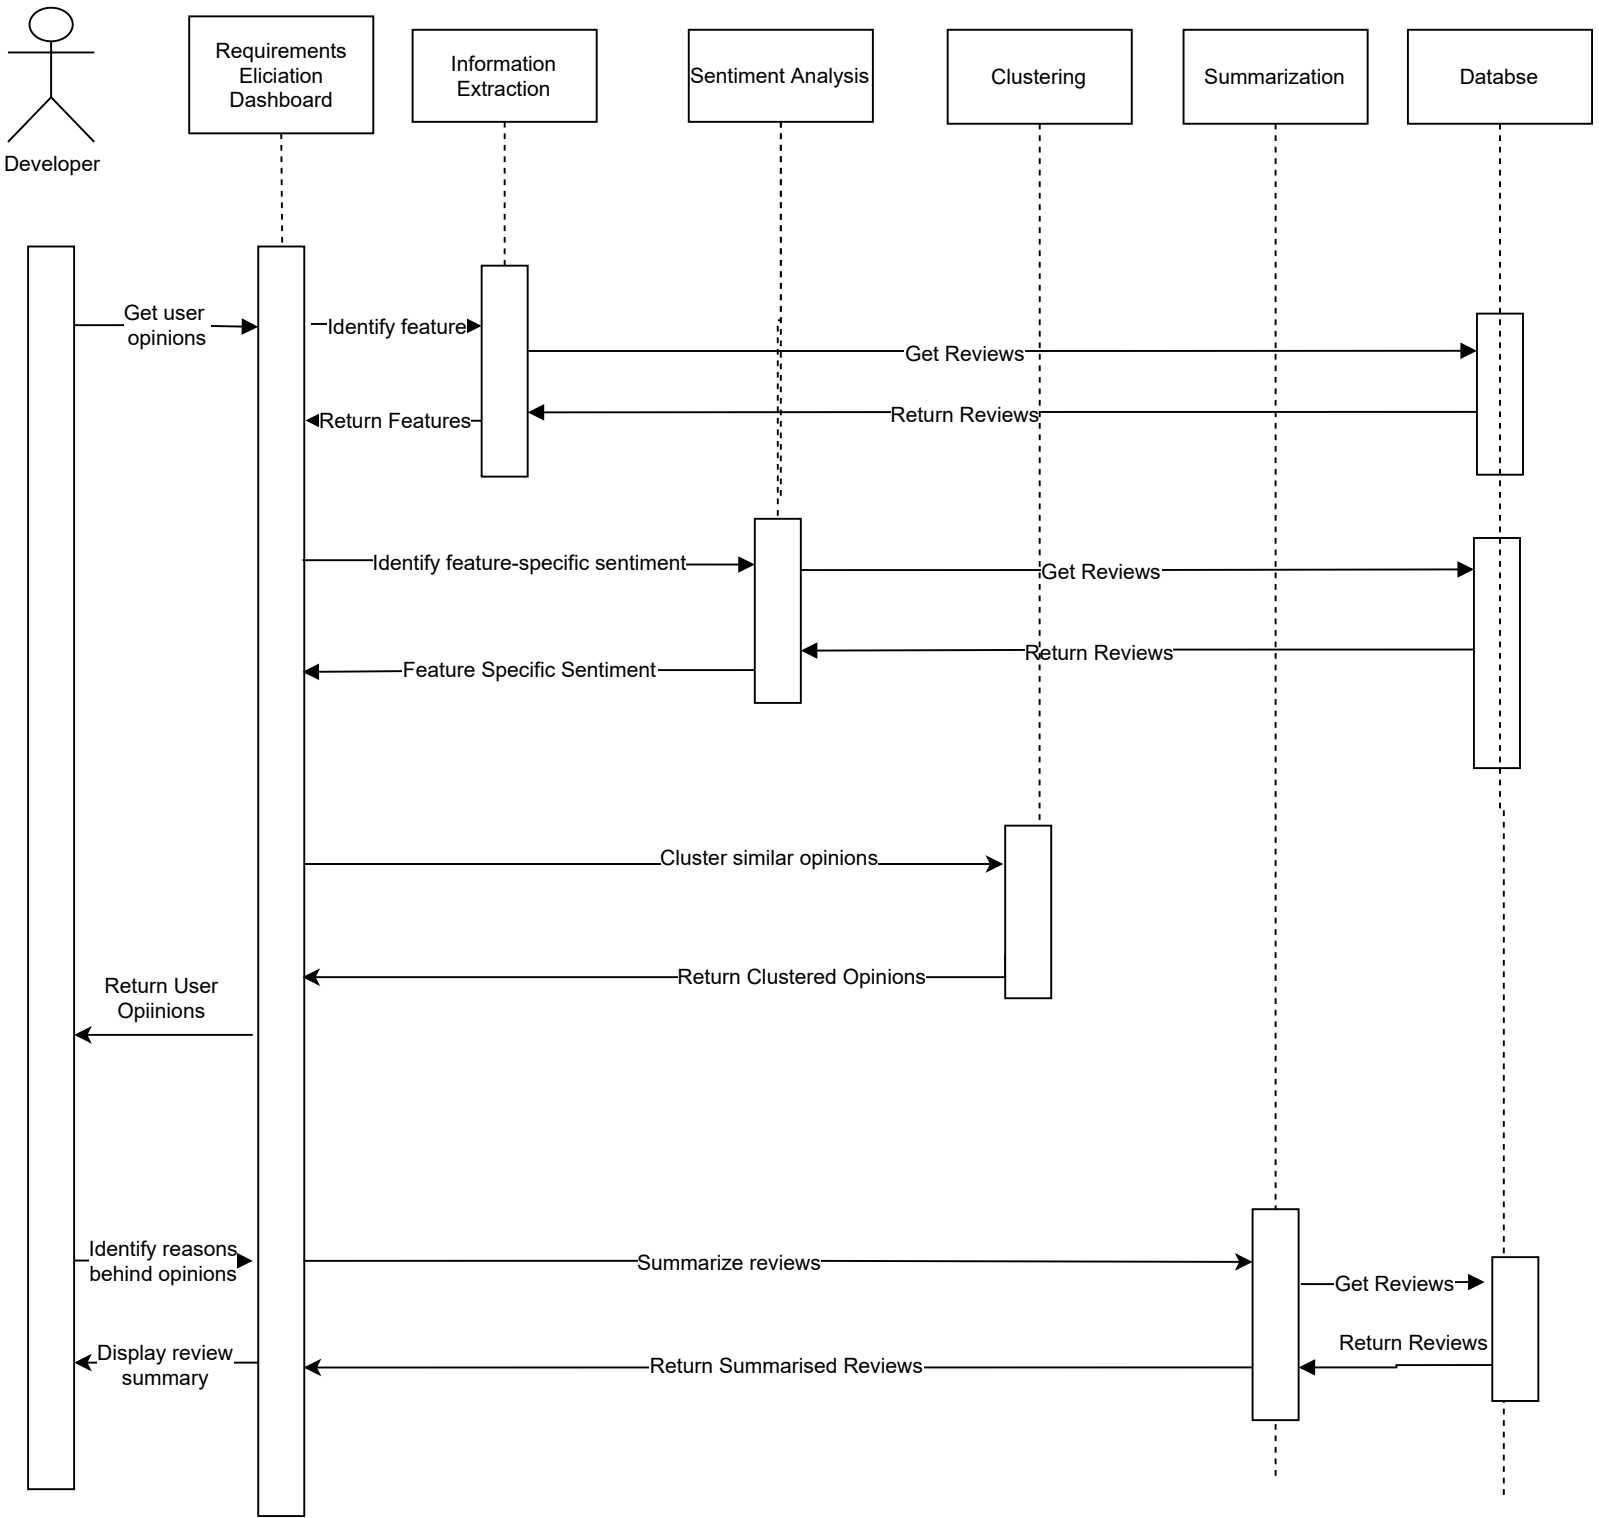 Developer
Requirements
Eliciation
Dashboard
Information
Extraction
Sentiment Analysis
Clustering
Summarization
Databse
Get user
opinions
Identify feature
Get Reviews
Return Reviews
Return Features
Identify feature-specific sentiment
Get Reviews
Return Reviews
Feature Specific Sentiment
Cluster similar opinions
Return Clustered Opinions
Return User
Opiinions
Identify reasons
behind opinions
Summarize reviews
Get Reviews
Return Reviews
Return Summarised Reviews
Display review
summary